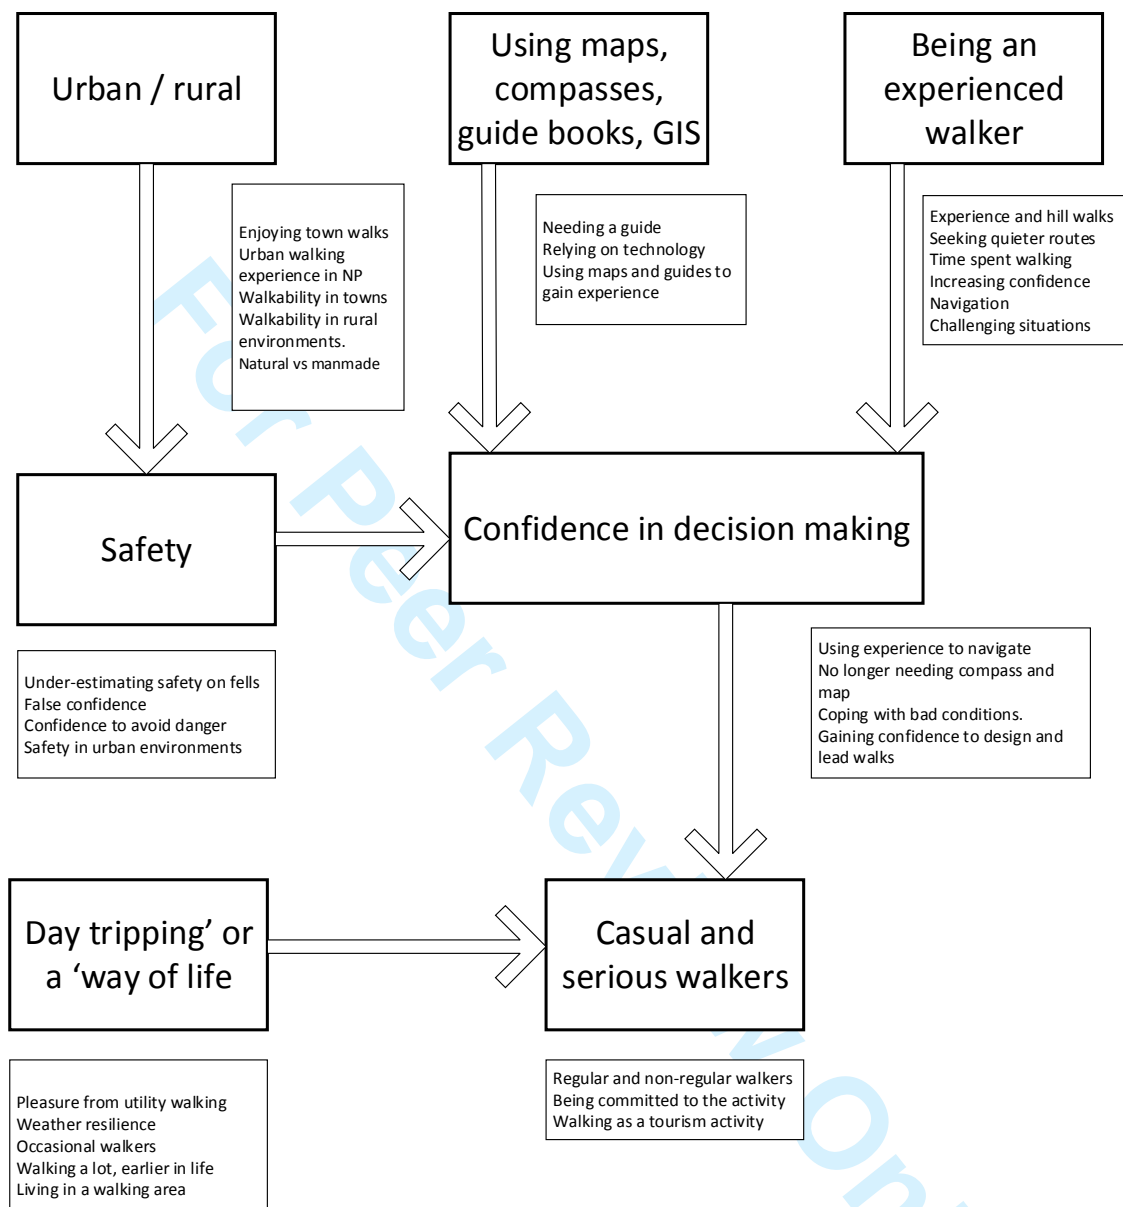 Urban / rural
Using maps,
compasses,
guide books, GIS
Being an
experienced
walker
Enjoying town walks
Urban walking
experience in NP
Walkability in towns
Walkability in rural
environments.
Natural vs manmade
Needing a guide
Relying on technology
Using maps and guides to
gain experience
Experience and hill walks
Seeking quieter routes
Time spent walking
Increasing confidence
Navigation
Challenging situations
Safety
Confidence in decision making
Under-estimating safety on fells
False confidence
Confidence to avoid danger
Safety in urban environments
Using experience to navigate
No longer needing compass and
map
Coping with bad conditions.
Gaining confidence to design and
lead walks
Day tripping’ or
a ‘way of life
Casual and
serious walkers
Pleasure from utility walking
Weather resilience
Occasional walkers
Walking a lot, earlier in life
Living in a walking area
Regular and non-regular walkers
Being committed to the activity
Walking as a tourism activity
For Peer Review On